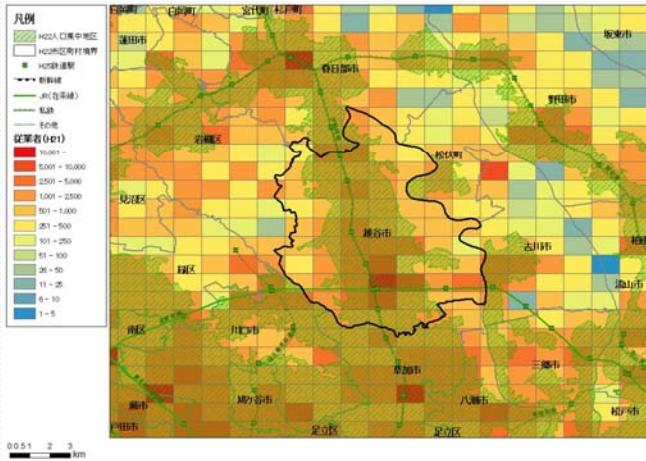 凡例
H22人口集中地区
H22市区町村境界
H25鉄道駅
新幹線
JR(在来線)
私鉄
その他
従業者(H21)
10,001 -
5,001 - 10,000
2,501 - 5,000
1,001 - 2,500
501 - 1,000
251 - 500
101 - 250
51 - 100
26 - 50
11 - 25
6 - 10
1 - 5
白岡町
宮代町
杉戸町
蓮田市
春日部市
坂東市
野田市
岩槻区
松伏町
見沼区
越谷市
吉川市
緑区
流山市
南区
川口市
草加市
三郷市
蕨市
鳩ケ谷市
八潮市
松戸市
戸田市
足立区
足立区
0 0.5 1 2 3
km